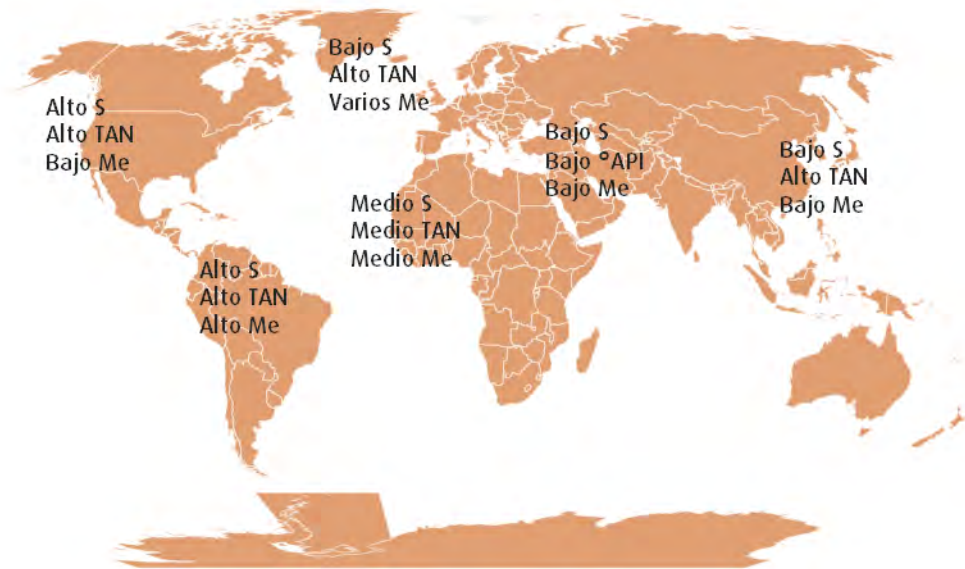 Bajo S
Alto TAN
Varios Me
Alto S
Alto TAN
Bajo Me
Bajo S
Bajo °API
Bajo Me
Bajo S
Alto TAN
Bajo Me
Medio S
Medio TAN
Medio Me
Alto S
Alto TAN
Alto Me